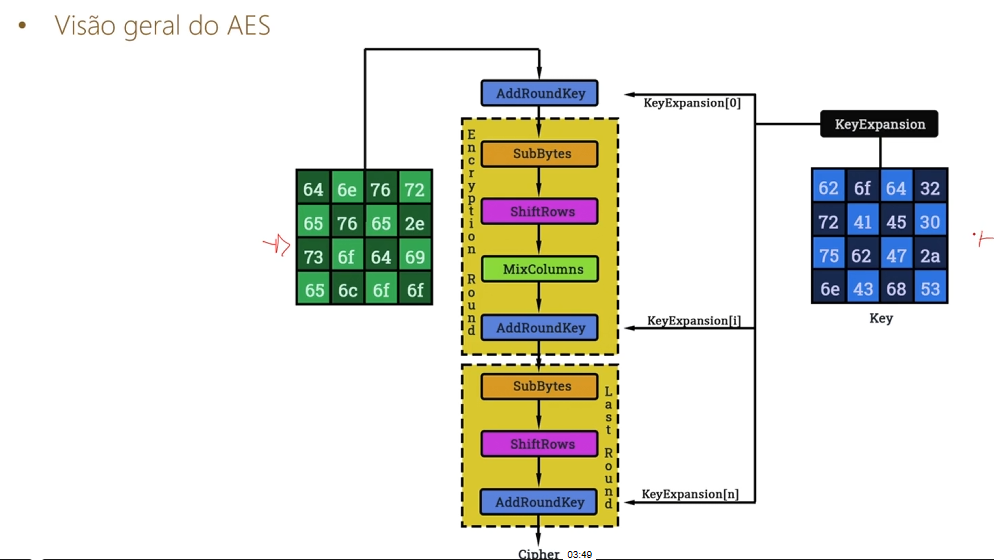 • Visão geral do AES
AddRoundKey
KeyExpansion[0]
KeyExpansion
Encryption Round
SubBytes
ShiftRows
MixColumns
AddRoundKey
KeyExpansion[i]
64 6e 76 72
65 76 65 2e
73 6f 64 69
65 6c 6f 6f
62 6f 64 32
72 41 45 30
75 62 47 2a
6e 43 68 53
Key
SubBytes
Last Round
ShiftRows
AddRoundKey
KeyExpansion[n]
Cipher
03:49